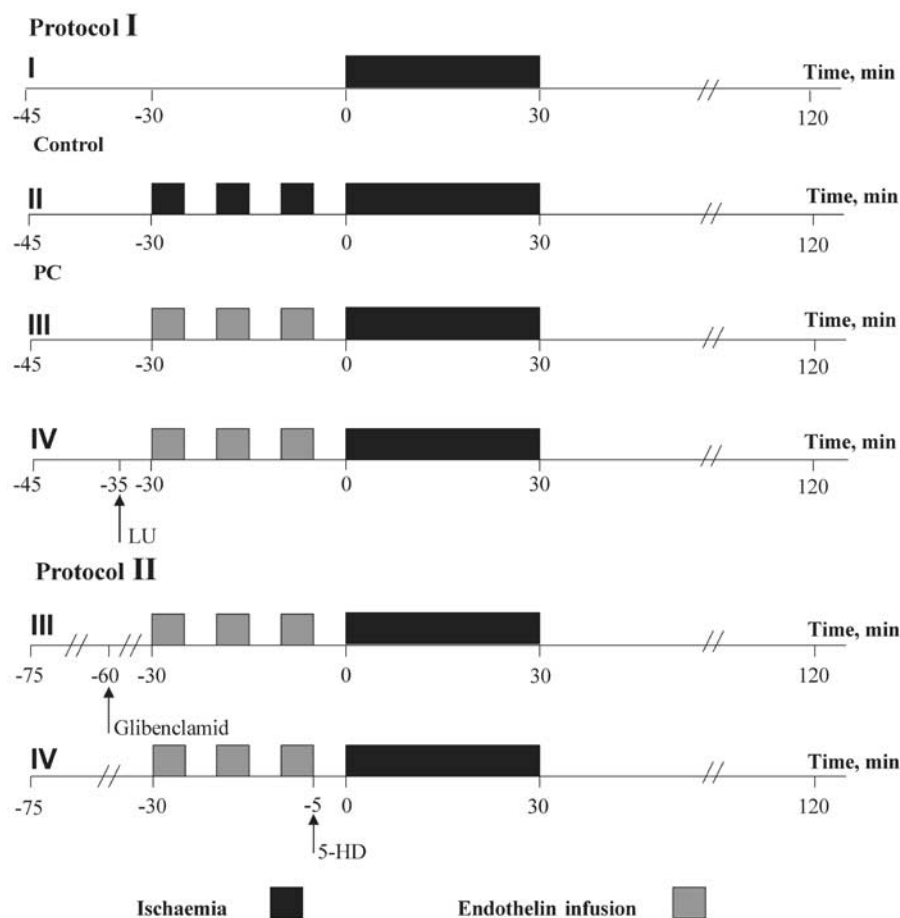 Protocol I
I Time, min
-45 -30 0 30 120
Control
II Time, min
-45 -30 0 30 120
PC
III Time, min
-45 -30 0 30 120
IV Time, min
-45 -35 -30 0 30 120
LU
Protocol II
III Time, min
-75 -60 -30 0 30 120
Glibenclamid
IV Time, min
-75 -30 -5 0 30 120
5-HD
Ischaemia Endothelin infusion